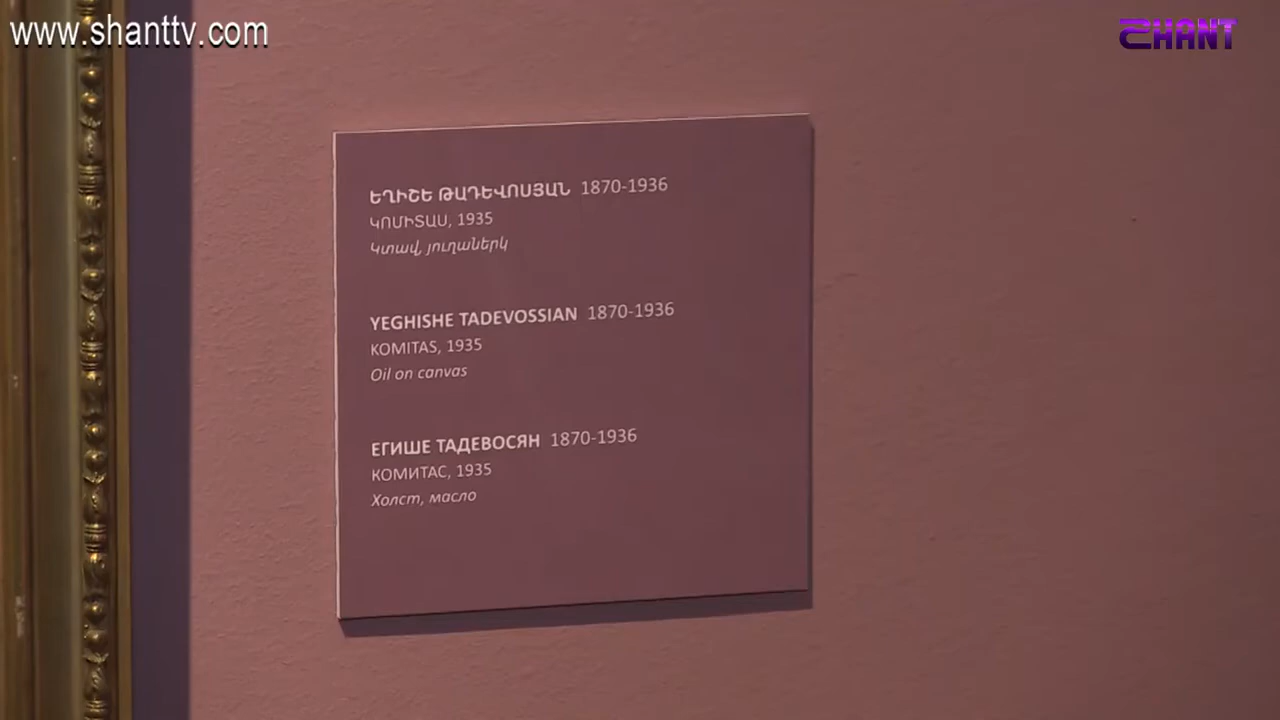 www.shanttv.com
SHANT
ԵՂԻՇԵ ԹԱԴԵՎՈՍՅԱՆ 1870-1936
ԿՈՄԻՏԱՍ, 1935
Կտավ, յուղաներկ
YEGHISHE TADEVOSSIAN 1870-1936
KOMITAS, 1935
Oil on canvas
ЕГИШЕ ТАДЕВОСЯН 1870-1936
КОМИТАС, 1935
Холст, масло